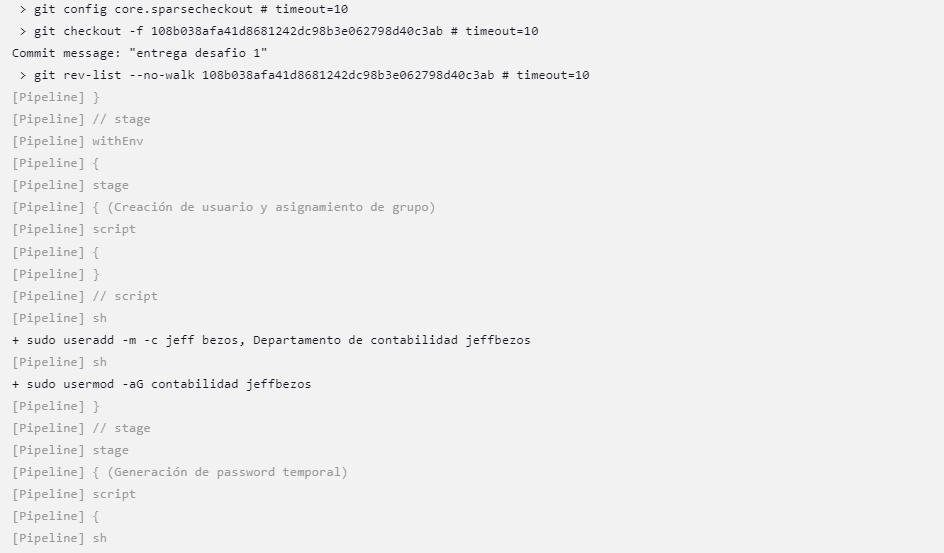 > git config core.sparsecheckout # timeout=10
> git checkout -f 108b038afa41d8681242dc98b3e062798d40c3ab # timeout=10
Commit message: "entrega desafio 1"
> git rev-list --no-walk 108b038afa41d8681242dc98b3e062798d40c3ab # timeout=10
[Pipeline] }
[Pipeline] // stage
[Pipeline] withEnv
[Pipeline] {
[Pipeline] stage
[Pipeline] { (Creación de usuario y asignamiento de grupo)
[Pipeline] script
[Pipeline] {
[Pipeline] }
[Pipeline] // script
[Pipeline] sh
+ sudo useradd -m -c jeff bezos, Departamento de contabilidad jeffbezos
[Pipeline] sh
+ sudo usermod -aG contabilidad jeffbezos
[Pipeline] }
[Pipeline] // stage
[Pipeline] stage
[Pipeline] { (Generación de password temporal)
[Pipeline] script
[Pipeline] {
[Pipeline] sh